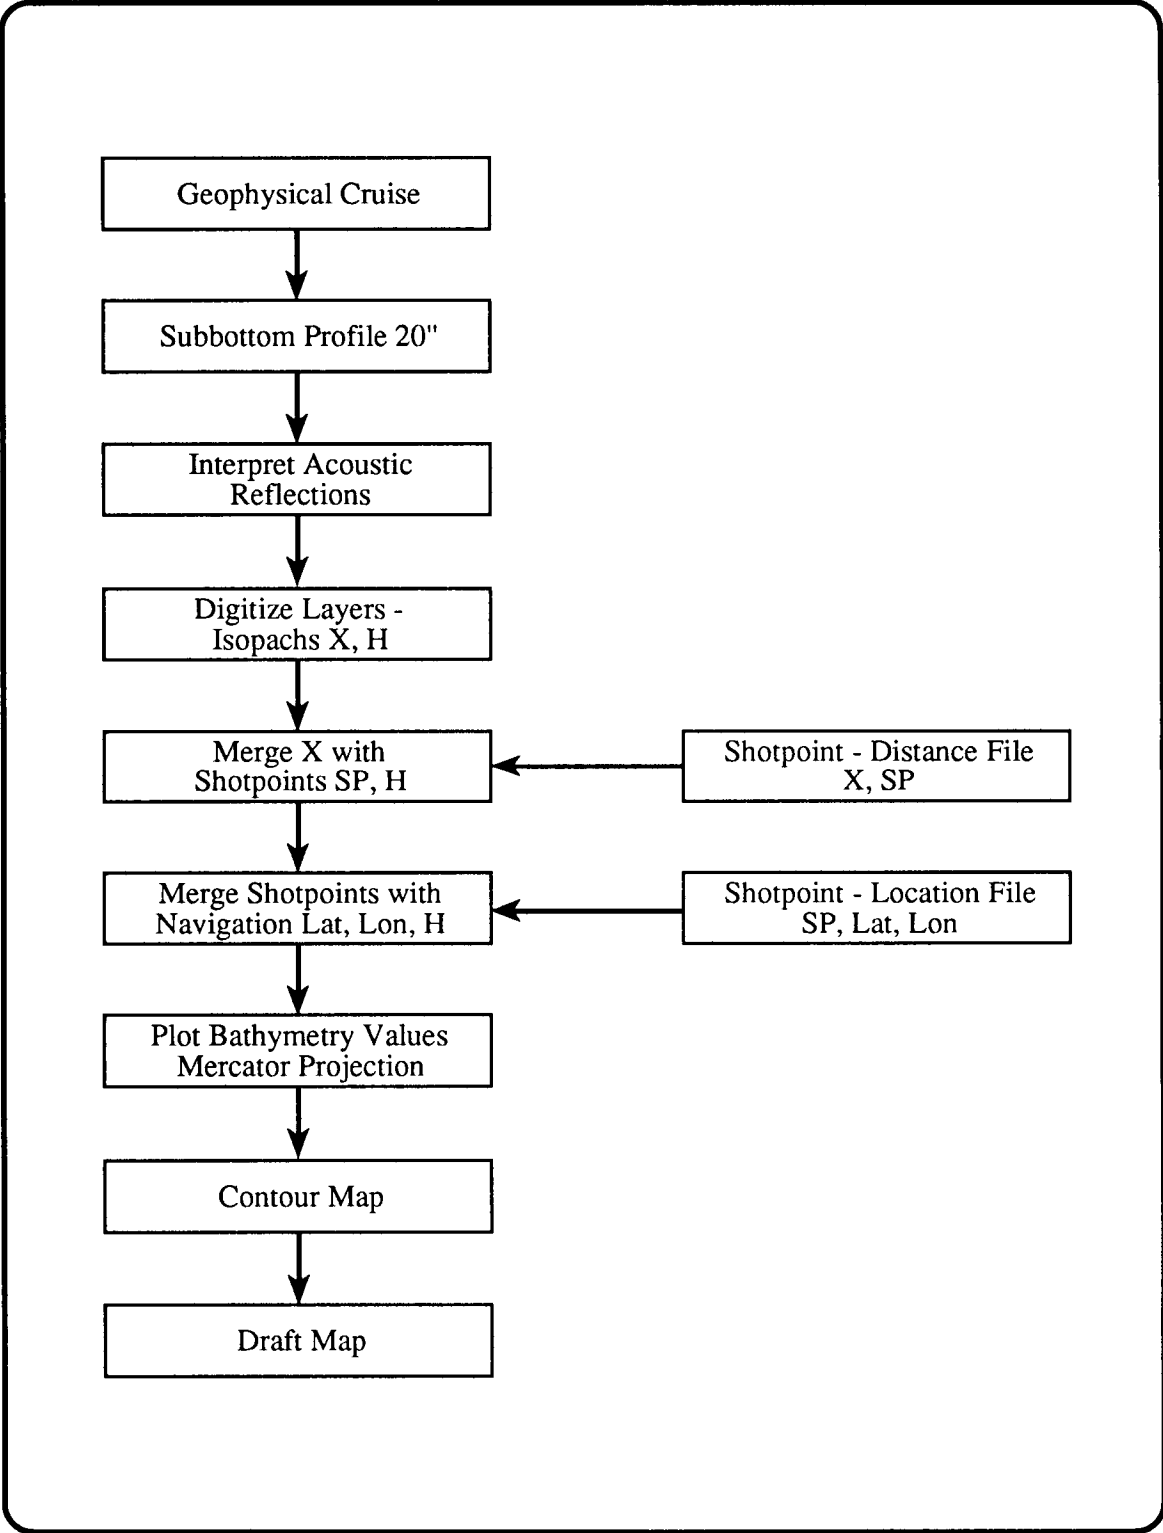 Geophysical Cruise
Subbottom Profile 20"
Interpret Acoustic
Reflections
Digitize Layers -
Isopachs X, H
Merge X with
Shotpoints SP, H
Shotpoint - Distance File
X, SP
Merge Shotpoints with
Navigation Lat, Lon, H
Shotpoint - Location File
SP, Lat, Lon
Plot Bathymetry Values
Mercator Projection
Contour Map
Draft Map